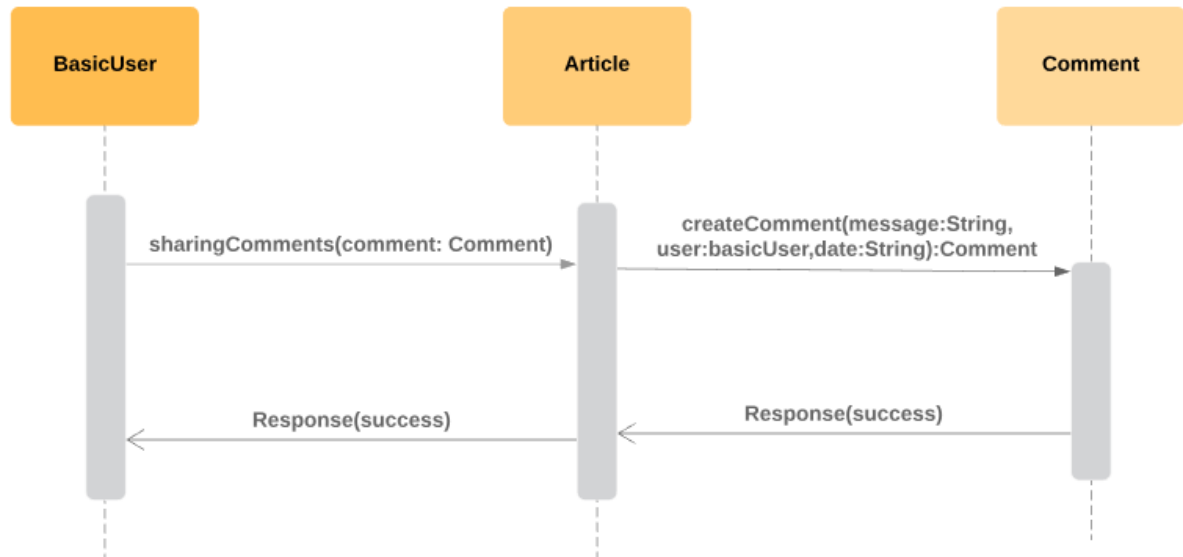 BasicUser
Article
Comment
sharingComments(comment: Comment)
createComment(message:String,
user:basicUser,date:String):Comment
Response(success)
Response(success)